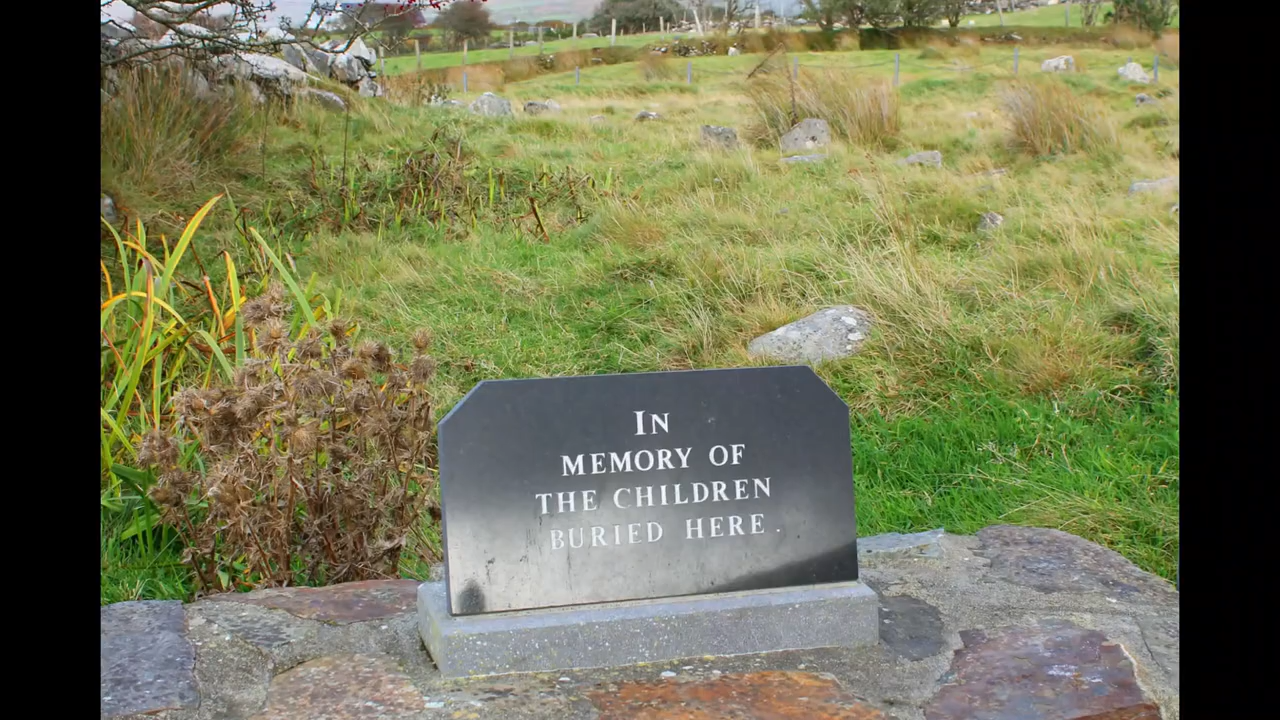 IN
MEMORY OF
THE CHILDREN
BURIED HERE.